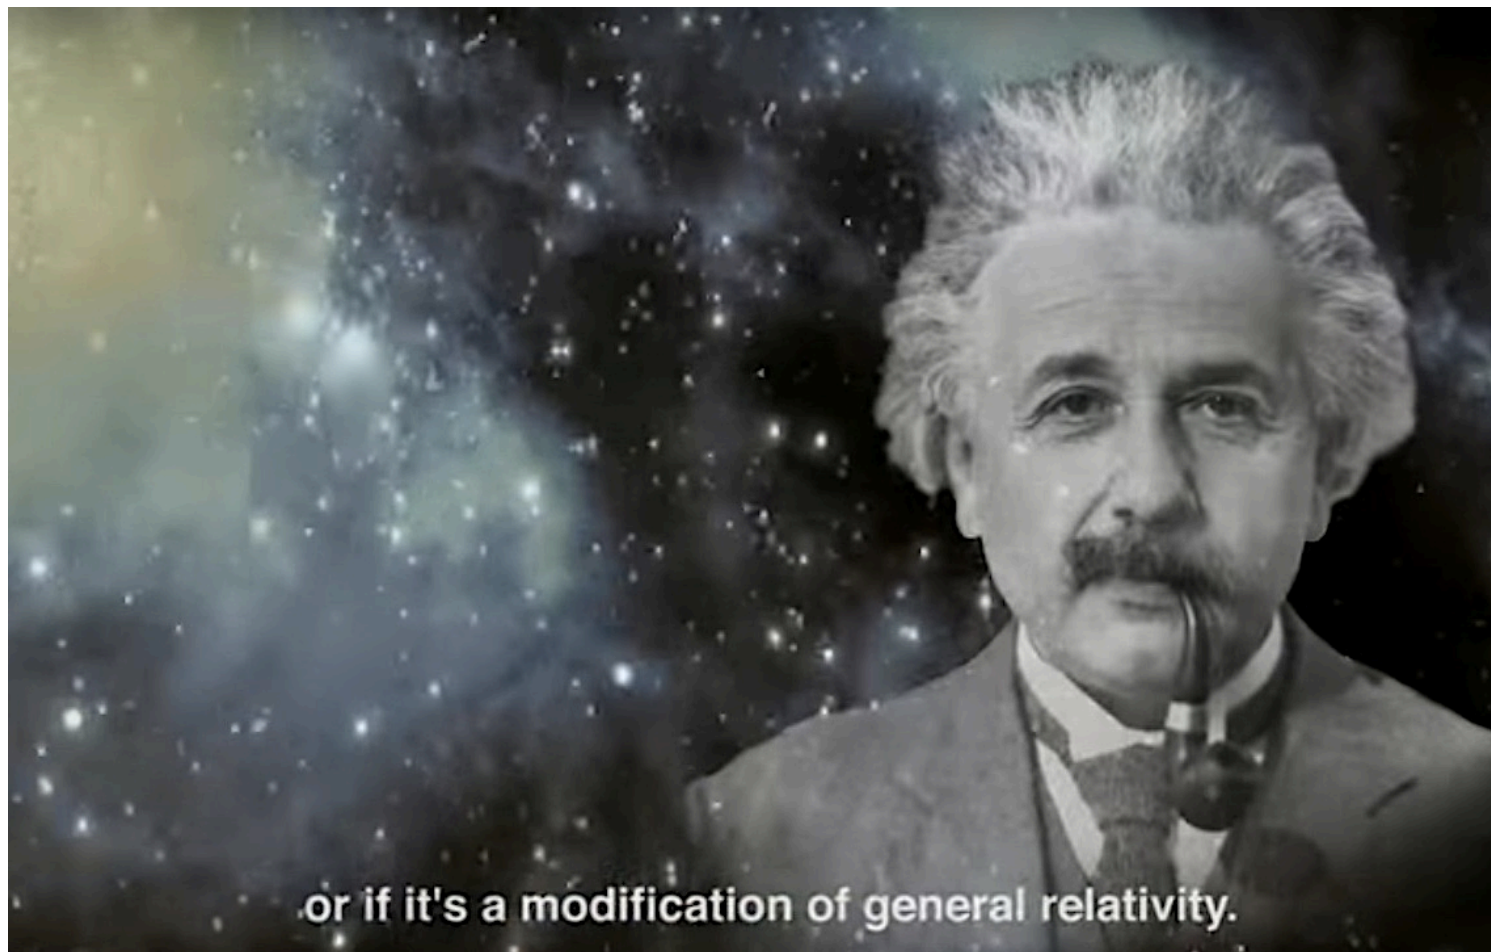 or if it's a modification of general relativity.